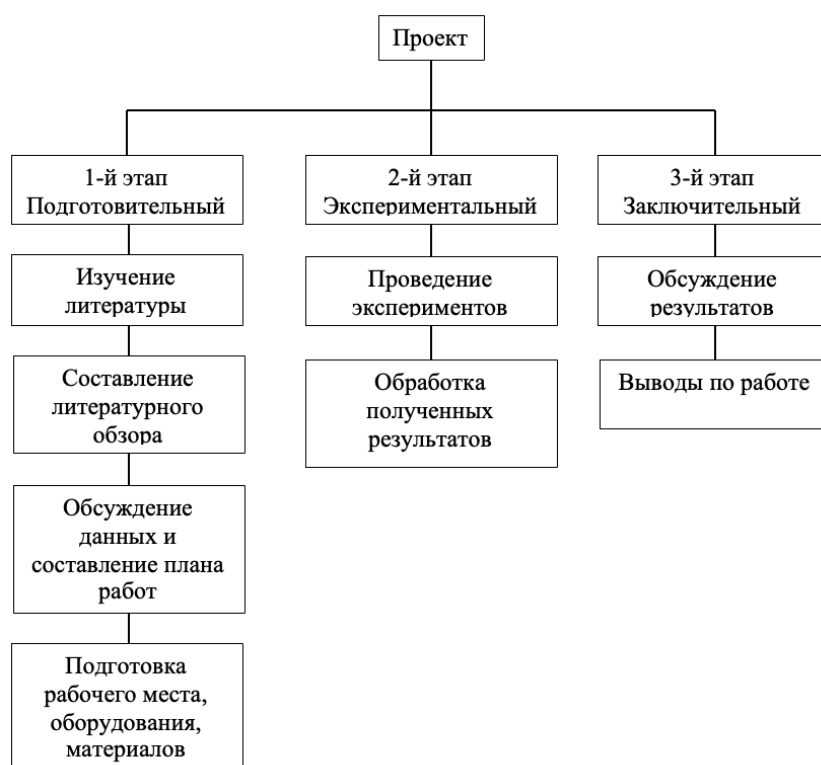 Проект
1-й этап
Подготовительный
Изучение
литературы
Составление
литературного
обзора
Обсуждение
данных и
составление плана
работ
Подготовка
рабочего места,
оборудования,
материалов
2-й этап
Экспериментальный
Проведение
экспериментов
Обработка
полученных
результатов
3-й этап
Заключительный
Обсуждение
результатов
Выводы по работе